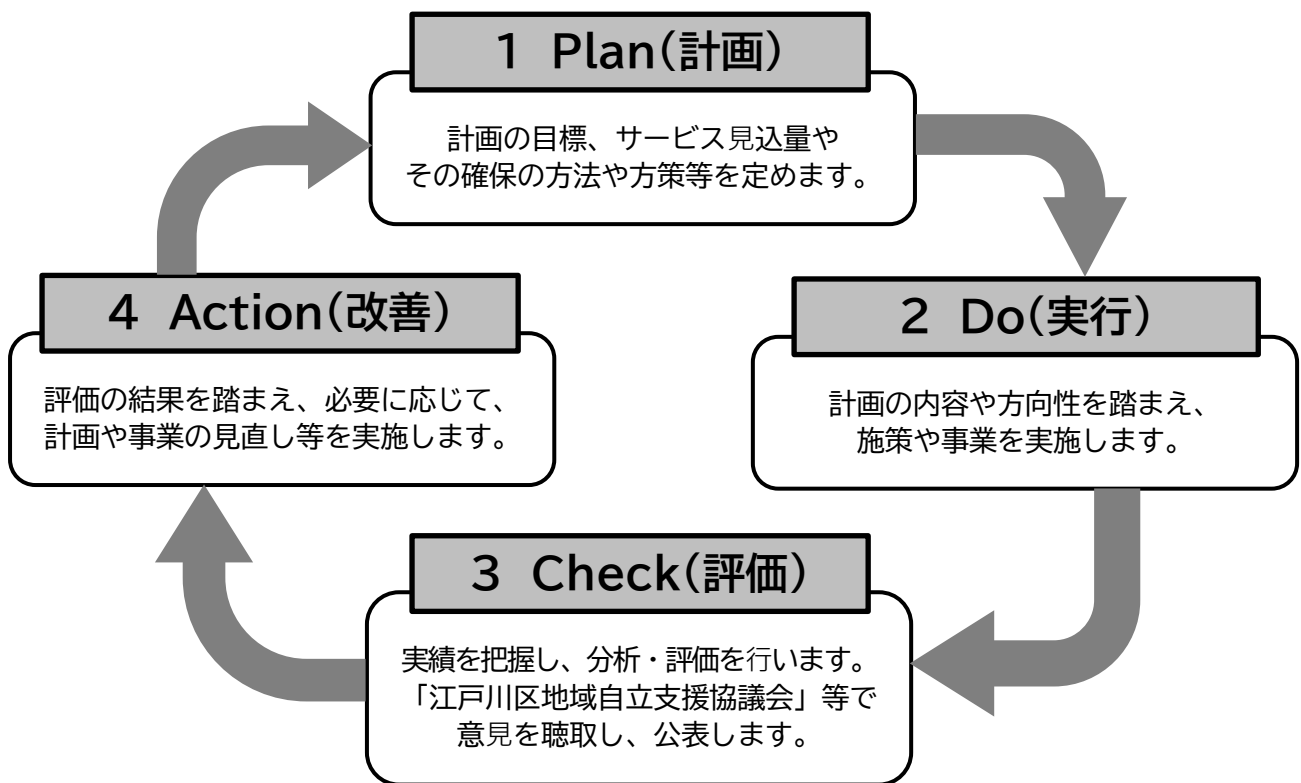 1 Plan(計画)
計画の目標、サービス見込量や
その確保の方法や方策等を定めます。
2 Do(実行)
計画の内容や方向性を踏まえ、
施策や事業を実施します。
3 Check(評価)
実績を把握し、分析・評価を行います。
「江戸川区地域自立支援協議会」等で
意見を聴取し、公表します。
4 Action(改善)
評価の結果を踏まえ、必要に応じて、
計画や事業の見直し等を実施します。